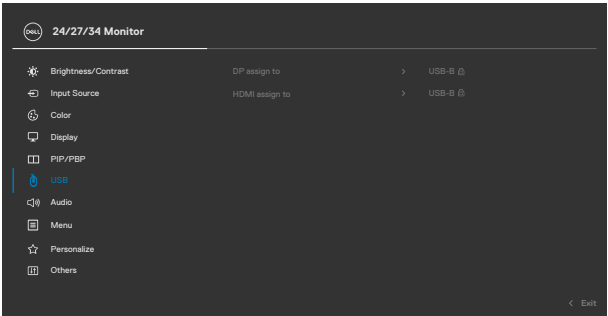 DELL 24/27/34 Monitor
Brightness/Contrast DP assign to > USB-B
Input Source HDMI assign to > USB-B
Color
Display
PIP/PBP
USB
Audio
Menu
Personalize
Others
< Exit